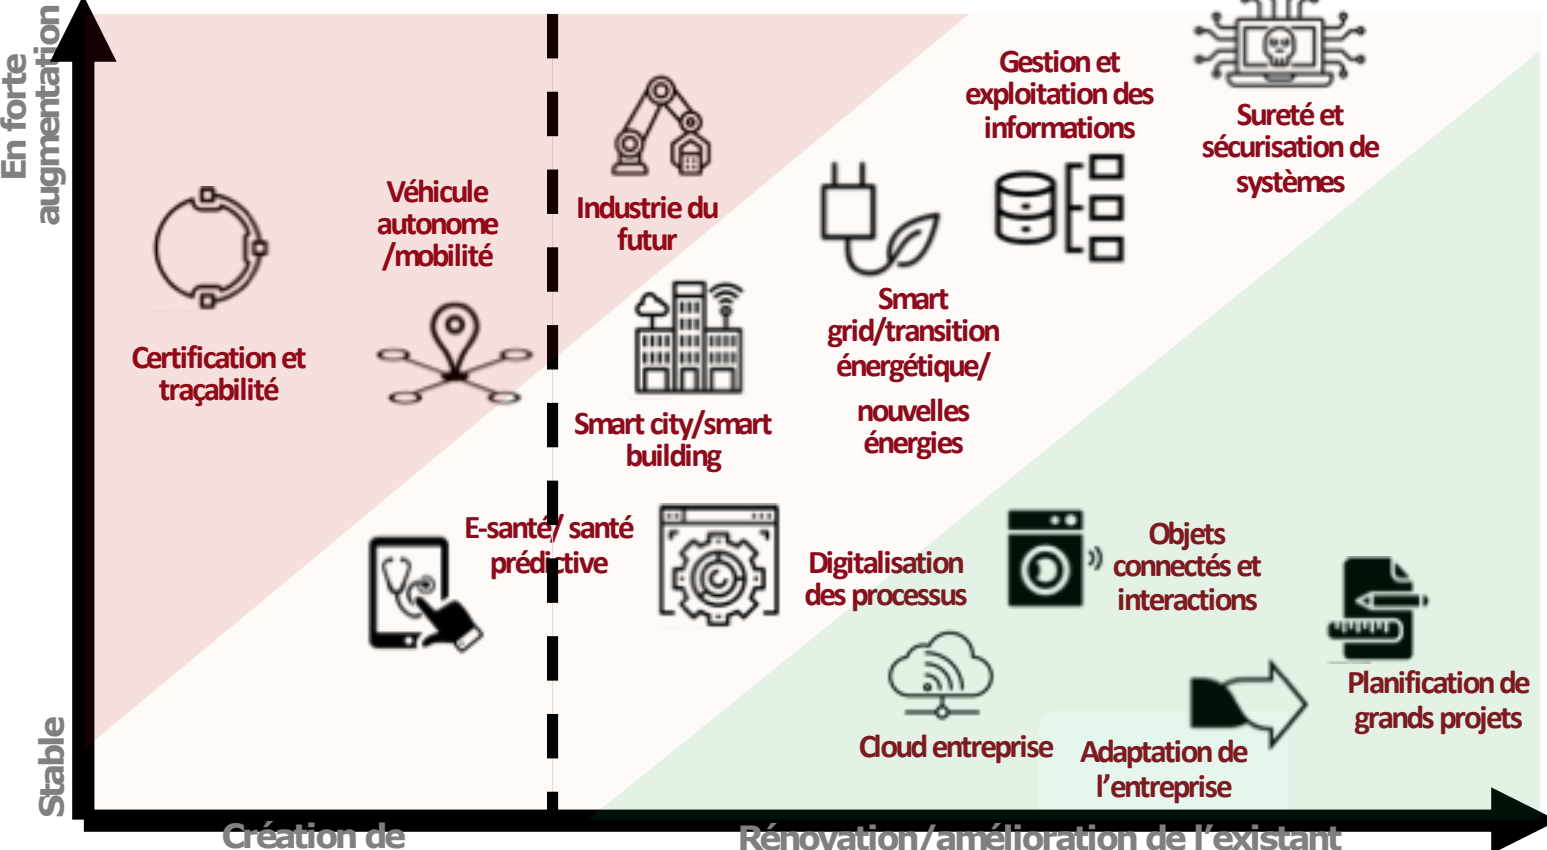 En forte
augmentation
Stable
Certification et
traçabilité
Véhicule
autonome
/mobilité
Industrie du
futur
Smart city/smart
building
E-santé/ santé
prédictive
Gestion et
exploitation des
informations
Sureté et
sécurisation de
systèmes
Smart
grid/transition
énergétique/
nouvelles
énergies
Digitalisation
des processus
Objets
connectés et
interactions
Cloud entreprise
Adaptation de
l’entreprise
Planification de
grands projets
Création de
Rénovation/amélioration de l’existant